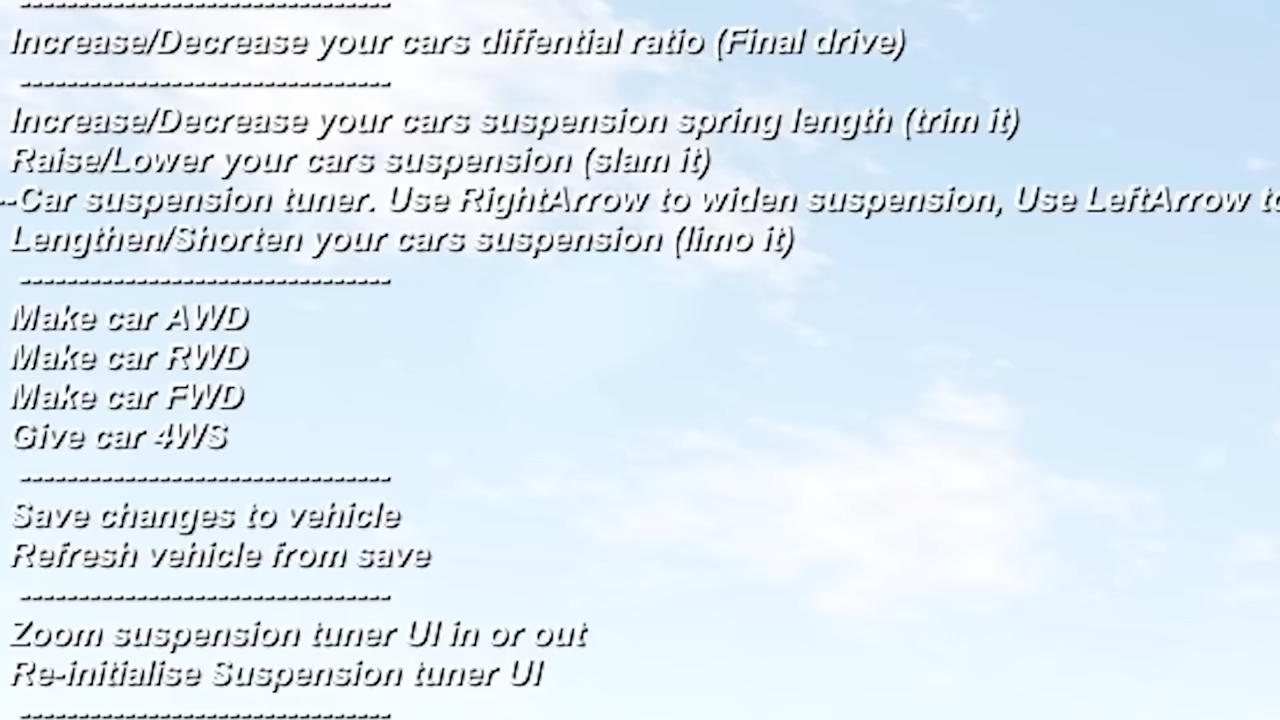 -------------------------------
Increase/Decrease your cars diffential ratio (Final drive)
-------------------------------
Increase/Decrease your cars suspension spring length (trim it)
Raise/Lower your cars suspension (slam it)
--Car suspension tuner. Use RightArrow to widen suspension, Use LeftArrow to
Lengthen/Shorten your cars suspension (limo it)
-------------------------------
Make car AWD
Make car RWD
Make car FWD
Give car 4WS
-------------------------------
Save changes to vehicle
Refresh vehicle from save
-------------------------------
Zoom suspension tuner UI in or out
Re-initialise Suspension tuner UI
-------------------------------